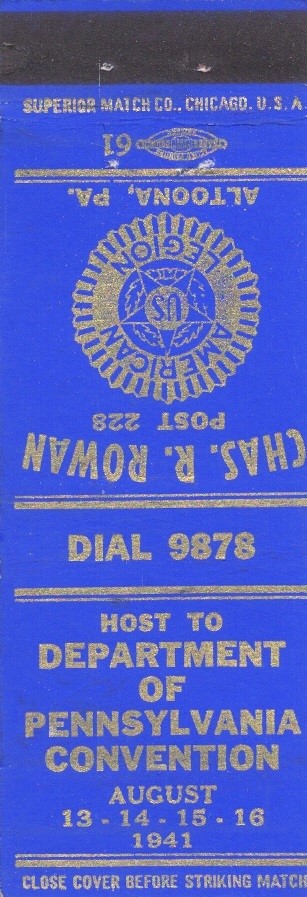 SUPERIOR MATCH CO., CHICAGO, U.S.A
61
CHAS. R. ROWAN
POST 228
AMERICAN
LEGION
US
ALTOONA, PA.
DIAL 9878
HOST TO
DEPARTMENT
OF
PENNSYLVANIA
CONVENTION
AUGUST
13 - 14 - 15 - 16
1941
CLOSE COVER BEFORE STRIKING MATCH